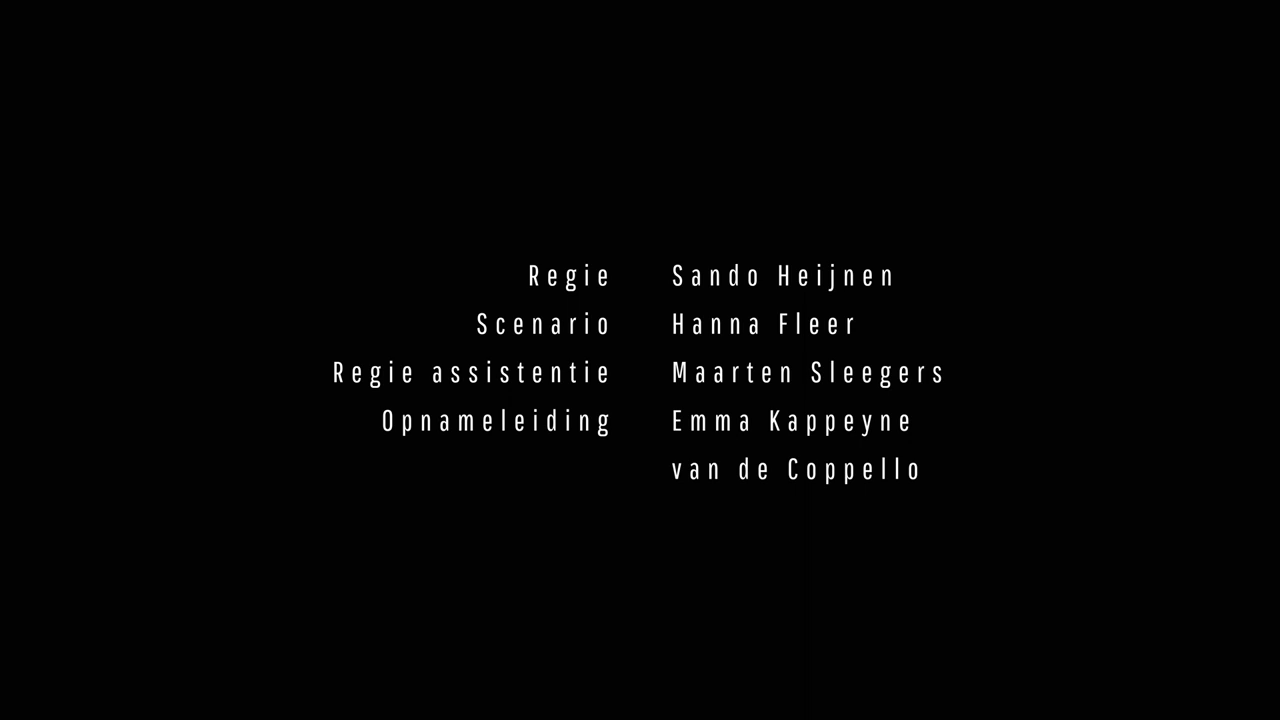 Regie Sando Heijnen
Scenario Hanna Fleer
Regie assistentie Maarten Sleegers
Opnameleiding Emma Kappeyne
van de Coppello